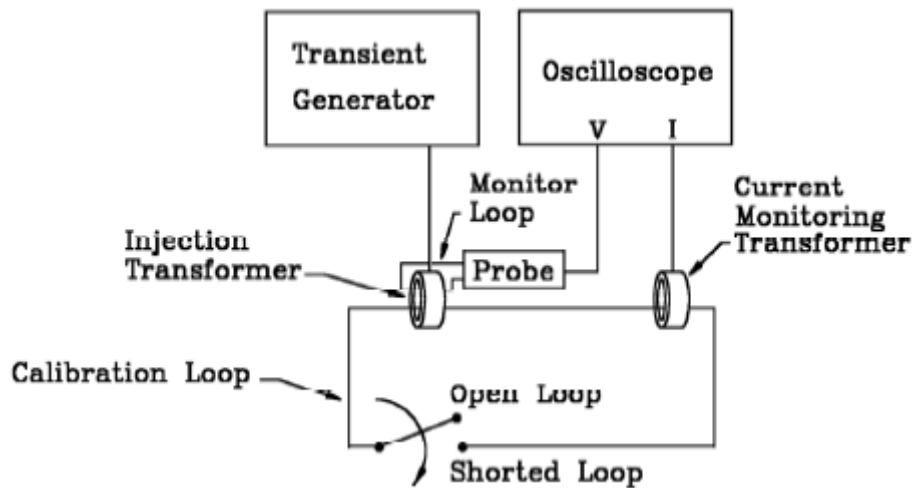 Transient
Generator
Oscilloscope
V I
Monitor
Loop
Current
Monitoring
Transformer
Injection
Transformer
Probe
Calibration Loop
Open Loop
Shorted Loop